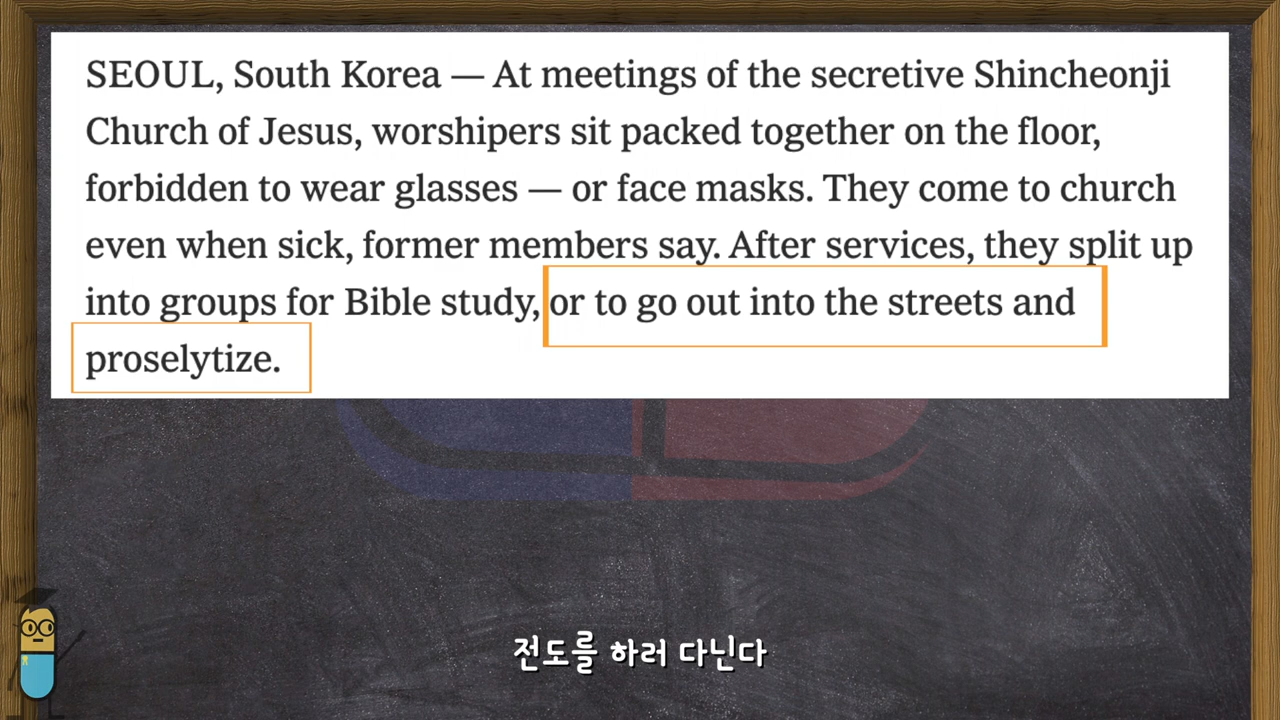 SEOUL, South Korea — At meetings of the secretive Shincheonji
Church of Jesus, worshipers sit packed together on the floor,
forbidden to wear glasses — or face masks. They come to church
even when sick, former members say. After services, they split up
into groups for Bible study, or to go out into the streets and
proselytize.
전도를 하러 다닌다